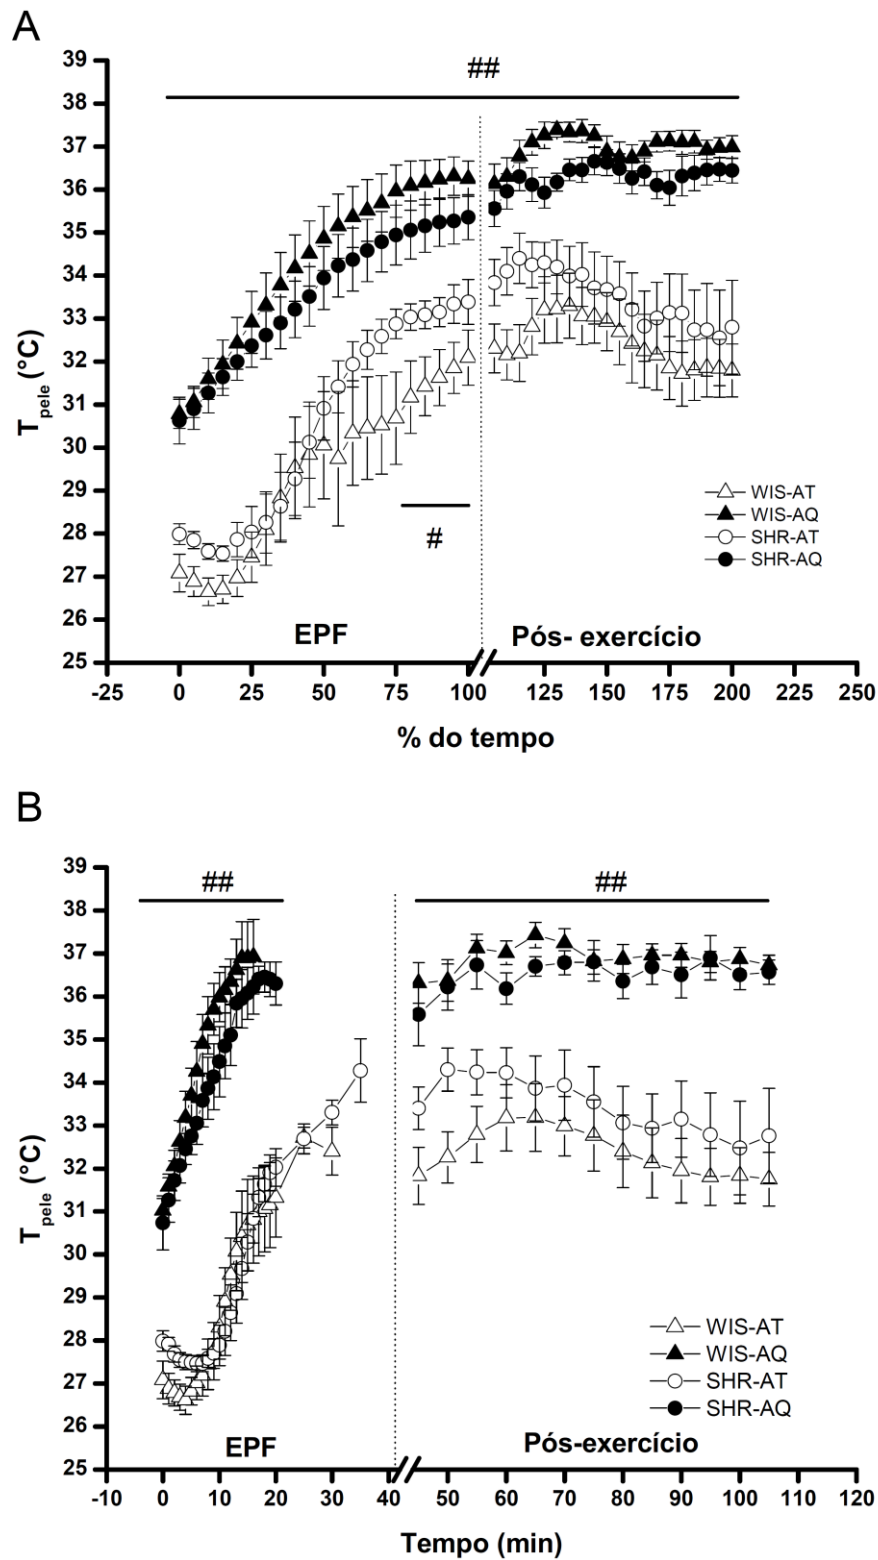 A
39
38
37
36
35
34
33
32
31
30
29
28
27
26
25
Tpele (°C)
##
#
WIS-AT
WIS-AQ
SHR-AT
SHR-AQ
EPF
Pós- exercício
-25 0 25 50 75 100 125 150 175 200 225 250
% do tempo
B
39
38
37
36
35
34
33
32
31
30
29
28
27
26
25
Tpele (°C)
## ##
WIS-AT
WIS-AQ
SHR-AT
SHR-AQ
EPF
Pós-exercício
-10 0 10 20 30 40 50 60 70 80 90 100 110 120
Tempo (min)